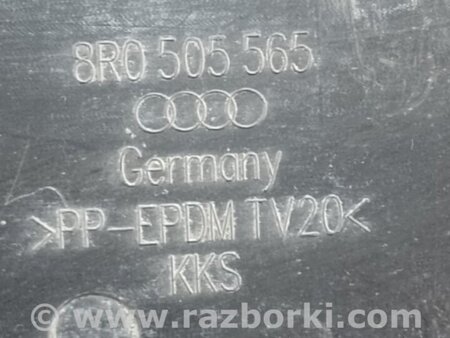 8R0 505 565
Germany
>PP-EPDM TV20<
KKS
© www.razborki.com/